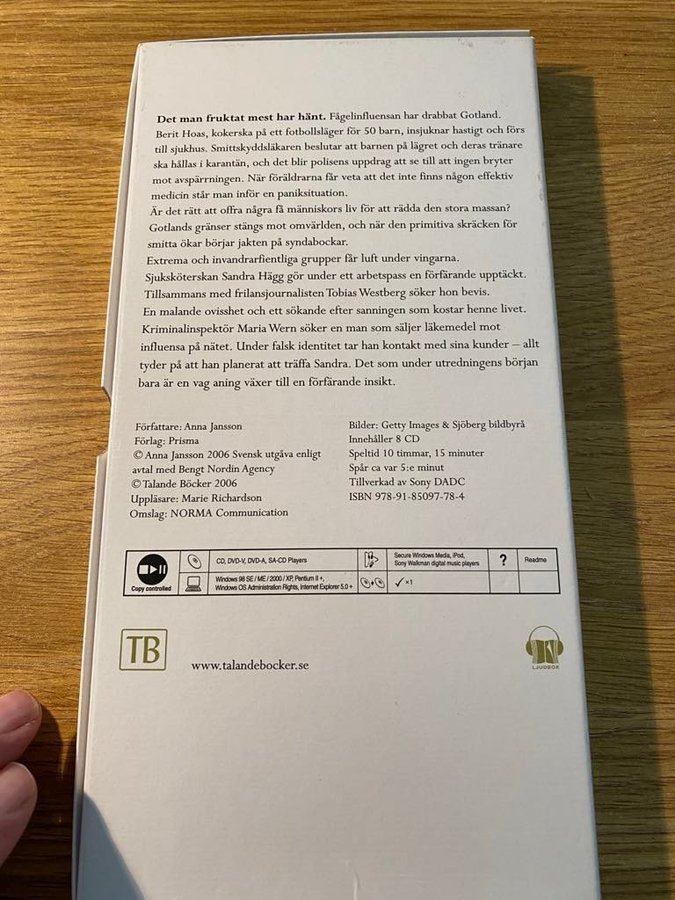 Det man fruktat mest har hänt. Fågelinfluensan har drabbat Gotland.
Berit Hoas, kokerska på ett fotbollsläger för 50 barn, insjuknar hastigt och förs
till sjukhus. Smittskyddsläkaren beslutar att barnen på lägret och deras tränare
ska hållas i karantän, och det blir polisens uppdrag att se till att ingen bryter
mot avspärrningen. När föräldrarna får veta att det inte finns någon effektiv
medicin står man inför en paniksituation.
Är det rätt att offra några få människors liv för att rädda den stora massan?
Gotlands gränser stängs mot omvärlden, och när den primitiva skräcken för
smitta ökar börjar jakten på syndabockar.
Extrema och invandrarfientliga grupper får luft under vingarna.
Sjuksköterskan Sandra Hägg gör under ett arbetspass en förfärande upptäckt.
Tillsammans med frilansjournalisten Tobias Westberg söker hon bevis.
En malande ovisshet och ett sökande efter sanningen som kostar henne livet.
Kriminalinspektör Maria Wern söker en man som säljer läkemedel mot
influensa på nätet. Under falsk identitet tar han kontakt med sina kunder – allt
tyder på att han planerat att träffa Sandra. Det som under utredningens början
bara är en vag aning växer till en förfärande insikt.
Författare: Anna Jansson
Förlag: Prisma
© Anna Jansson 2006 Svensk utgåva enligt
avtal med Bengt Nordin Agency
© Talande Böcker 2006
Uppläsare: Marie Richardson
Omslag: NORMA Communication
Bilder: Getty Images & Sjöberg bildbyrå
Innehåller 8 CD
Speltid 10 timmar, 15 minuter
Spår ca var 5:e minut
Tillverkad av Sony DADC
ISBN 978-91-85097-78-4
Copy controlled
CD, DVD-V, DVD-A, SA-CD Players
Windows 98 SE / ME / 2000 / XP, Pentium II +,
Windows OS Administration Rights, Internet Explorer 5.0 +
Secure Windows Media, iPod,
Sony Walkman digital music players
✓ ×1
?
Readme
TB
www.talandebocker.se
LJUDBOK